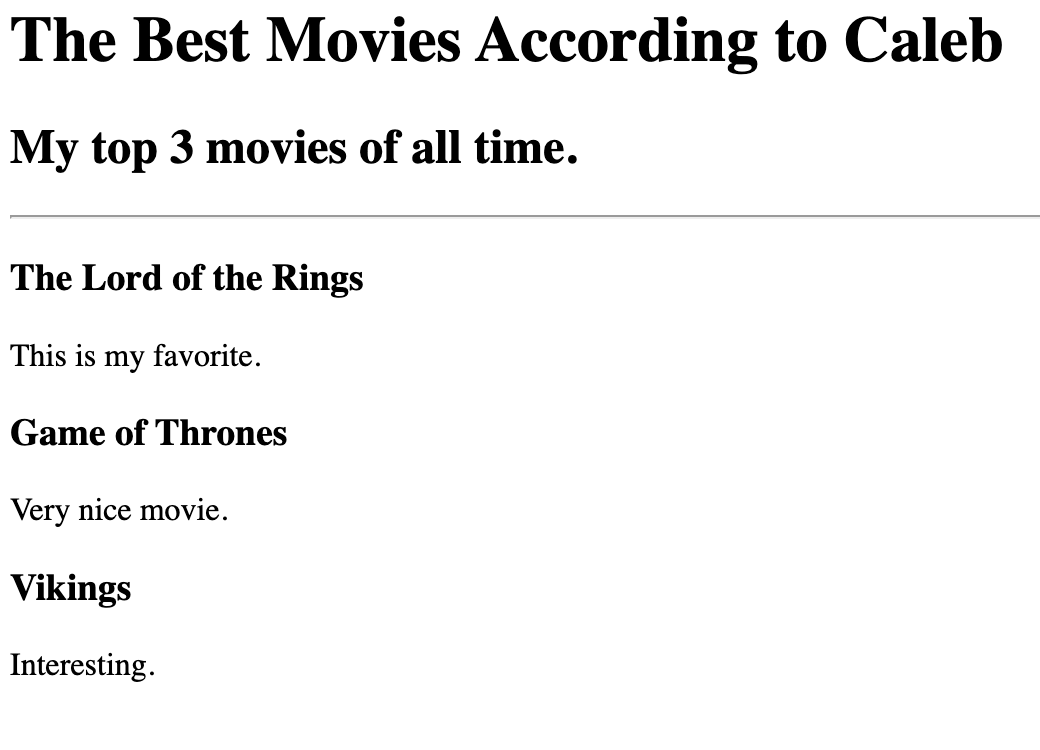 The Best Movies According to Caleb
My top 3 movies of all time.
The Lord of the Rings
This is my favorite.
Game of Thrones
Very nice movie.
Vikings
Interesting.